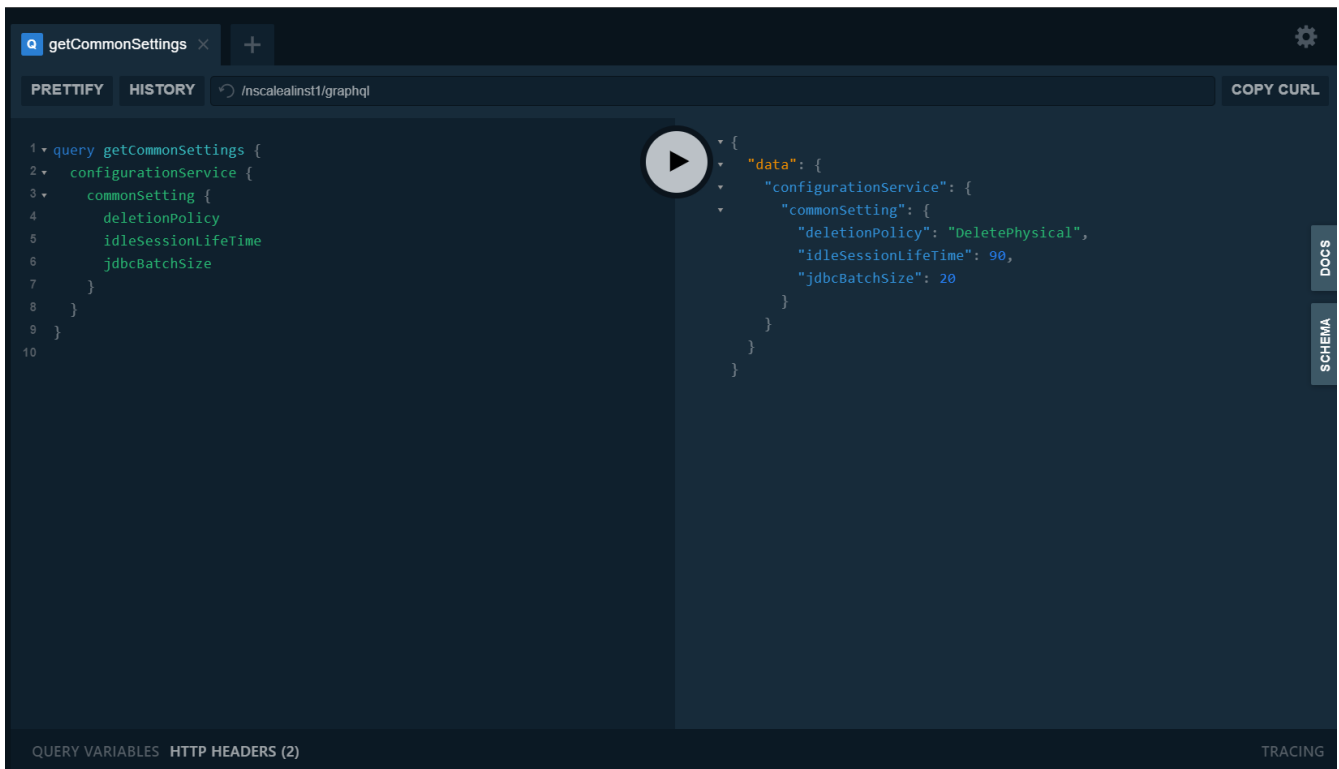 Q getCommonSettings
PRETTIFY HISTORY /nscalealinst1/graphql COPY CURL
1 query getCommonSettings {
2 configurationService {
3 commonSetting {
4 deletionPolicy
5 idleSessionLifeTime
6 jdbcBatchSize
7 }
8 }
9 }
10
{
"data": {
"configurationService": {
"commonSetting": {
"deletionPolicy": "DeletePhysical",
"idleSessionLifeTime": 90,
"jdbcBatchSize": 20
}
}
}
}
DOCS
SCHEMA
QUERY VARIABLES HTTP HEADERS (2) TRACING